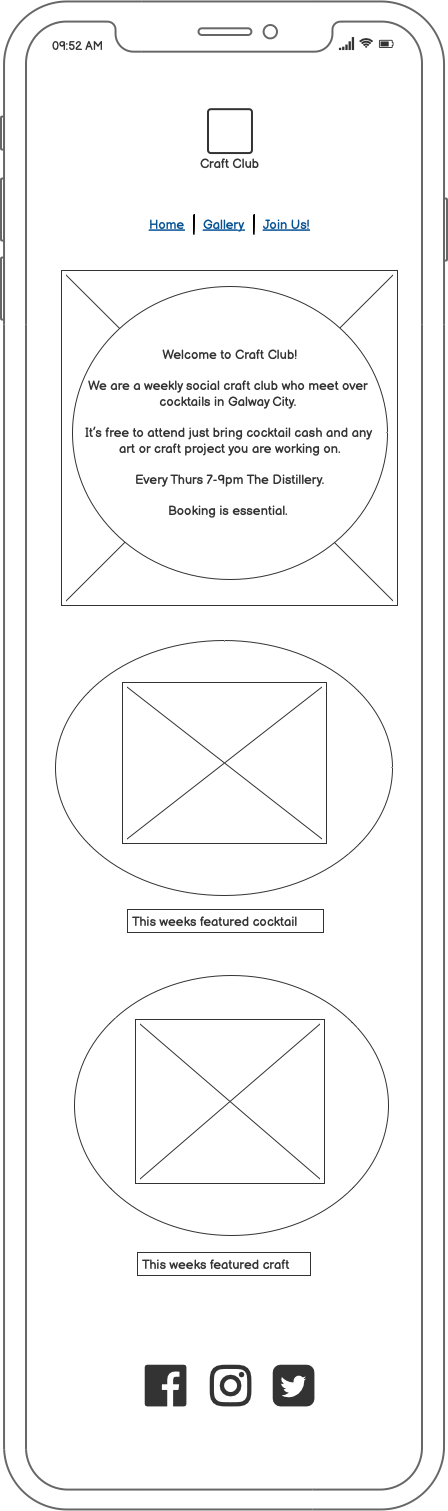 09:52 AM
Craft Club
Home | Gallery | Join Us!
Welcome to Craft Club!
We are a weekly social craft club who meet over
cocktails in Galway City.
It's free to attend just bring cocktail cash and any
art or craft project you are working on.
Every Thurs 7-9pm The Distillery.
Booking is essential.
This weeks featured cocktail
This weeks featured craft